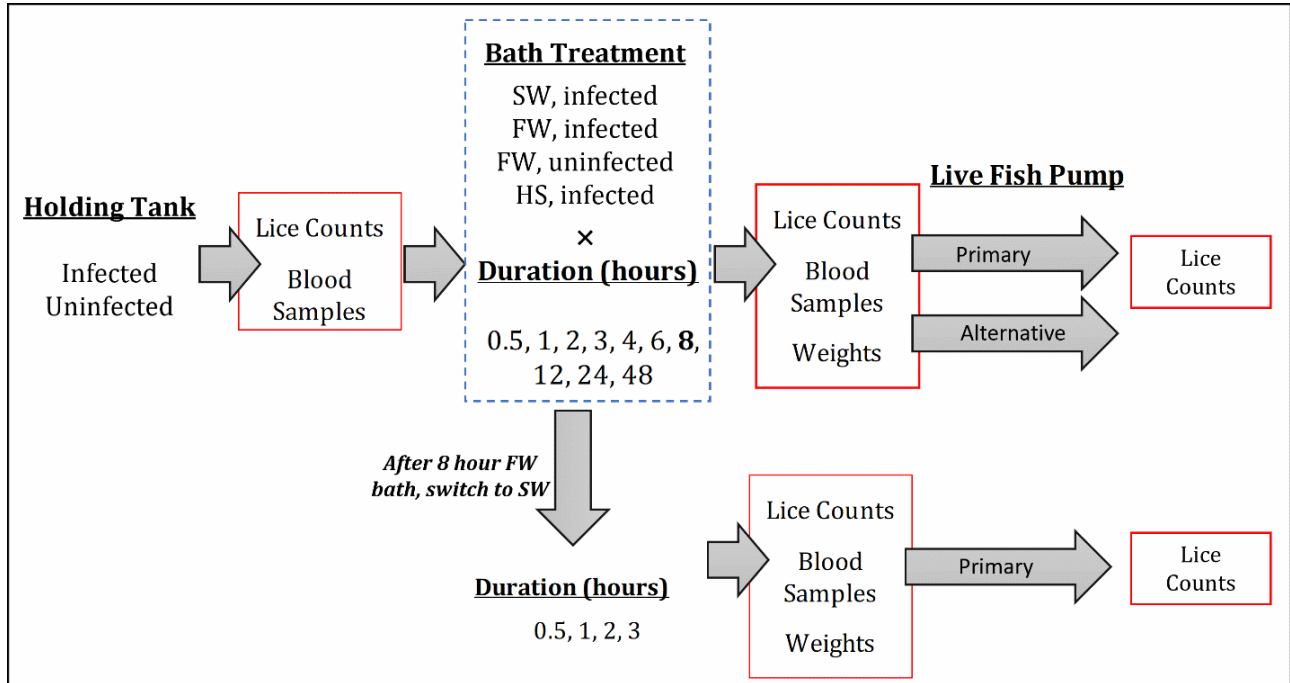 Holding Tank
Infected
Uninfected
Lice Counts
Blood
Samples
Bath Treatment
SW, infected
FW, infected
FW, uninfected
HS, infected
×
Duration (hours)
0.5, 1, 2, 3, 4, 6, 8,
12, 24, 48
Lice Counts
Blood
Samples
Weights
Live Fish Pump
Primary
Alternative
Lice
Counts
After 8 hour FW
bath, switch to SW
Duration (hours)
0.5, 1, 2, 3
Lice Counts
Blood
Samples
Weights
Primary
Lice
Counts